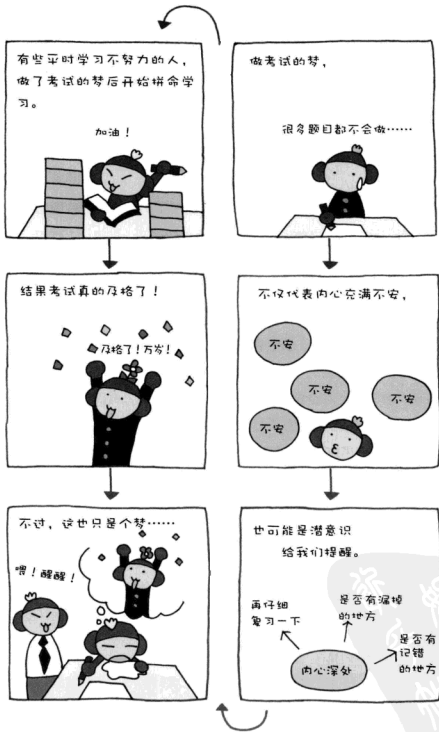 做考试的梦，
很多题目都不会做……
不仅代表内心充满不安，
不安
不安
不安
不安
也可能是潜意识
给我们提醒。
再仔细
复习一下
是否有漏掉
的地方
是否有
记错
的地方
内心深处
有些平时学习不努力的人，
做了考试的梦后开始拼命学
习。
加油！
结果考试真的及格了！
及格了！万岁！
不过，这也只是个梦……
喂！醒醒！